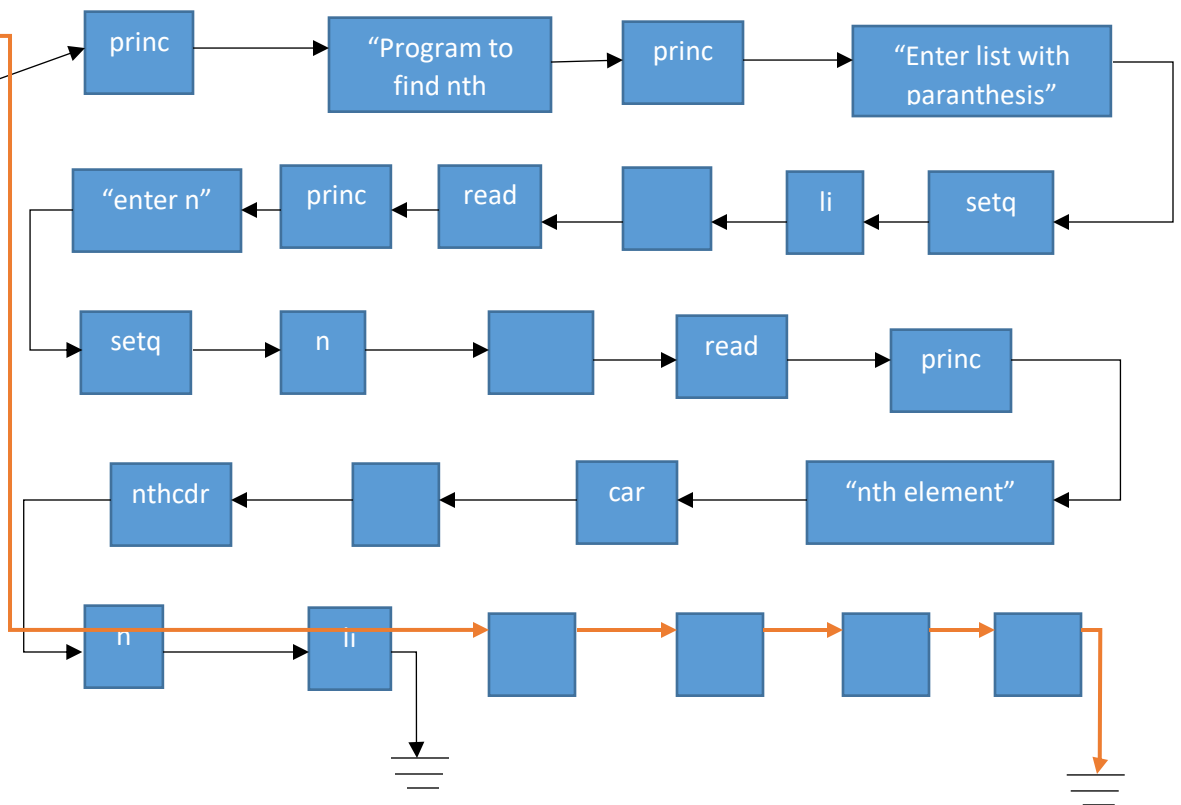 princ
“Program to
find nth
princ
“Enter list with
paranthesis”
“enter n”
princ
read
li
setq
setq
n
read
princ
nthcdr
car
“nth element”
n
li